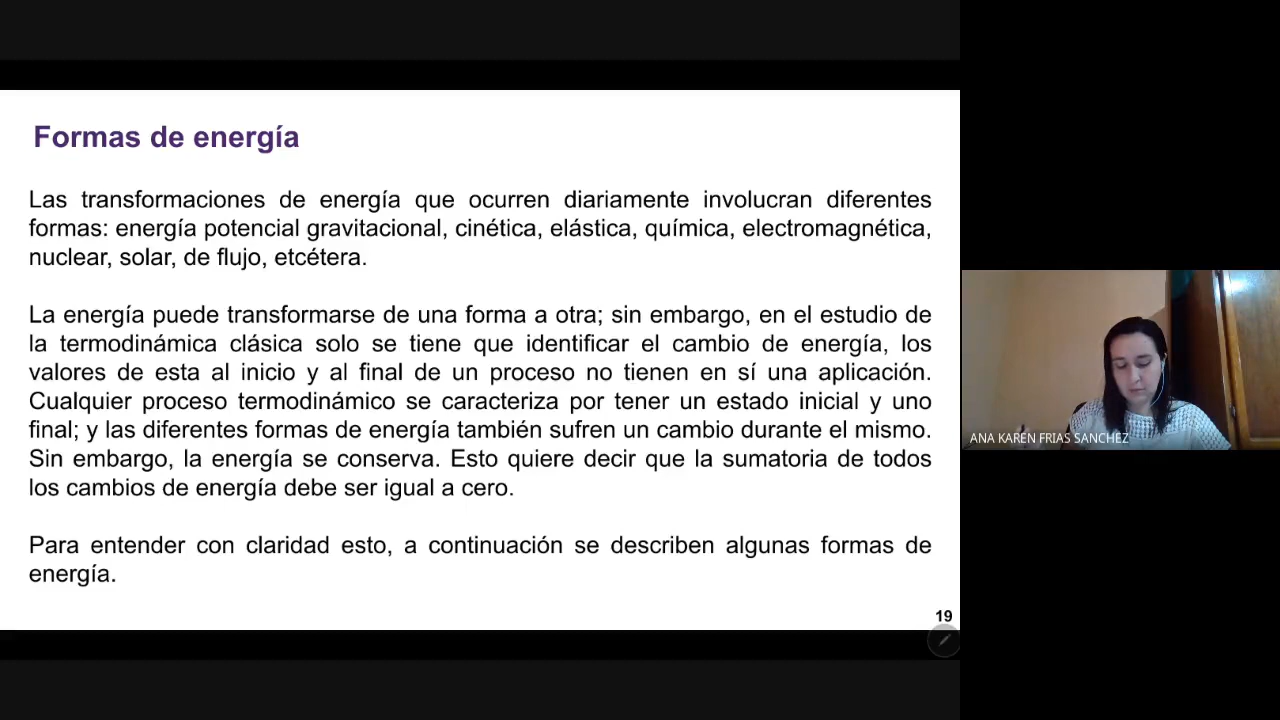 Formas de energía
Las transformaciones de energía que ocurren diariamente involucran diferentes
formas: energía potencial gravitacional, cinética, elástica, química, electromagnética,
nuclear, solar, de flujo, etcétera.
La energía puede transformarse de una forma a otra; sin embargo, en el estudio de
la termodinámica clásica solo se tiene que identificar el cambio de energía, los
valores de esta al inicio y al final de un proceso no tienen en sí una aplicación.
Cualquier proceso termodinámico se caracteriza por tener un estado inicial y uno
final; y las diferentes formas de energía también sufren un cambio durante el mismo.
Sin embargo, la energía se conserva. Esto quiere decir que la sumatoria de todos
los cambios de energía debe ser igual a cero.
Para entender con claridad esto, a continuación se describen algunas formas de
energía.
19
ANA KAREN FRIAS SANCHEZ